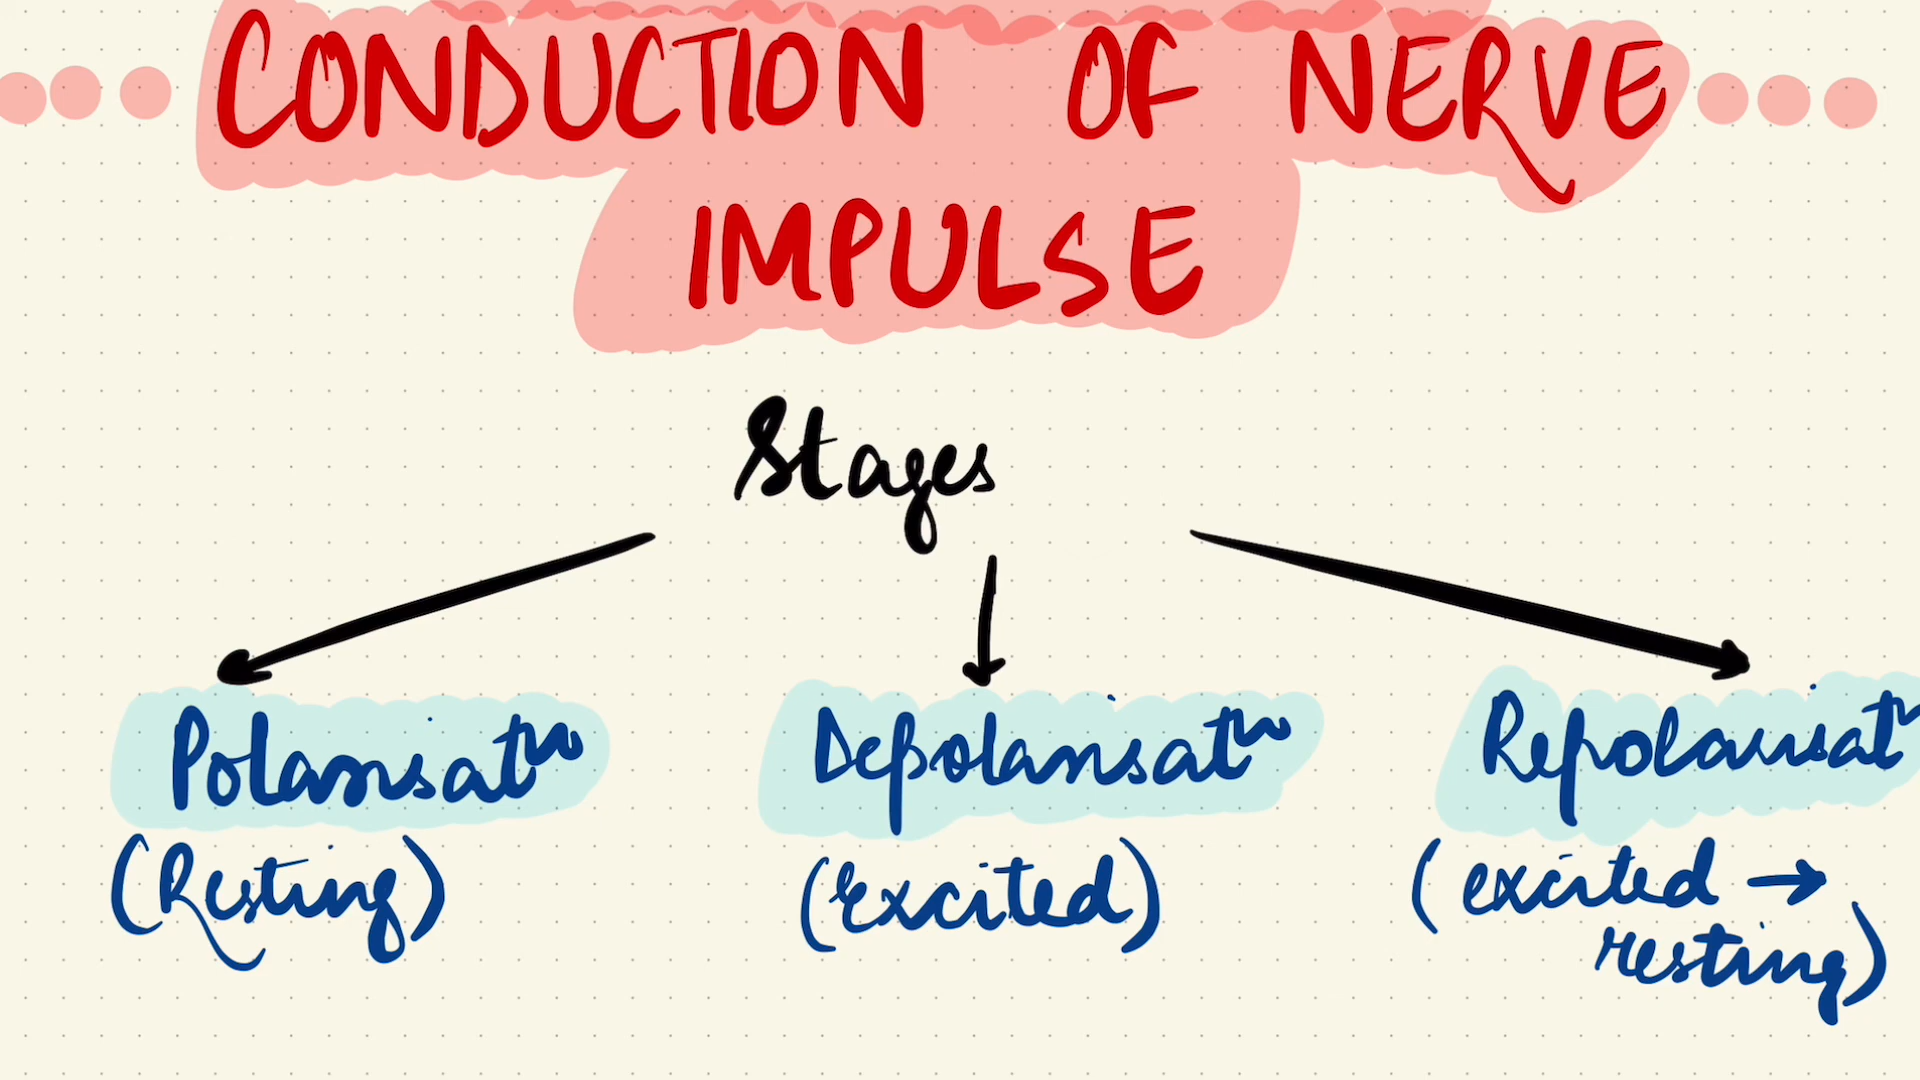 CONDUCTION OF NERVE
IMPULSE
Stages
Polarisatⁿ Depolarisatⁿ Repolarisatⁿ
(Resting) (Excited) (excited →
resting)